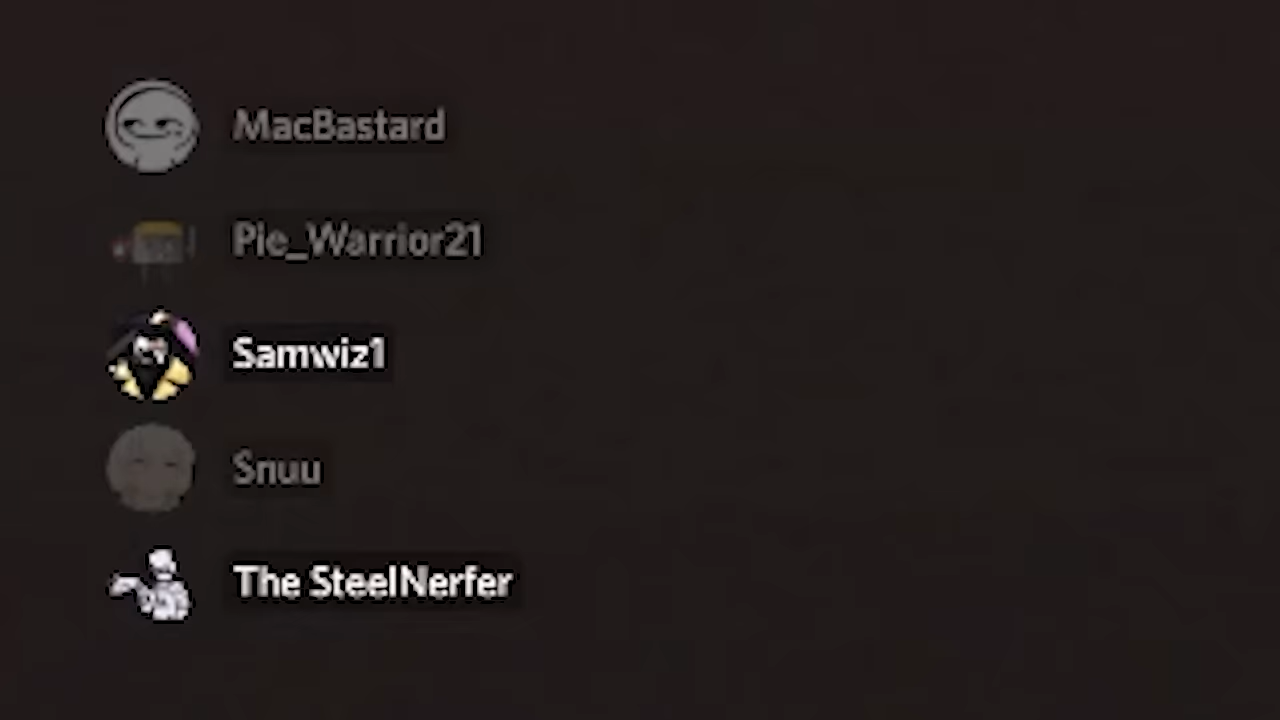 MacBastard
Pie_Warrior21
Samwiz1
Snuu
The SteelNerfer